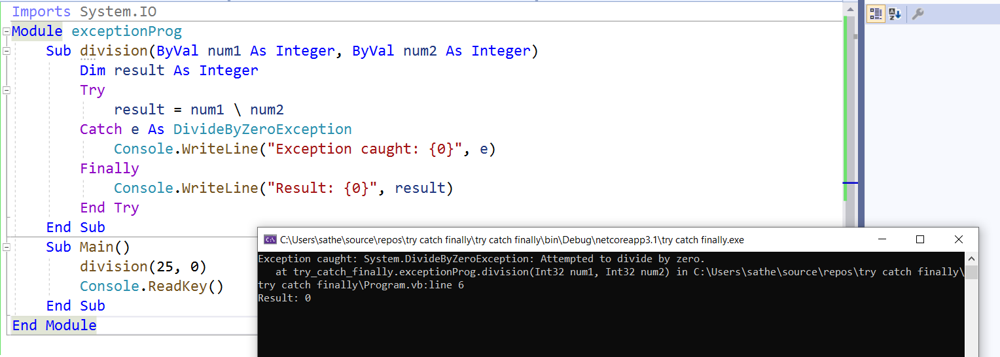 Imports System.IO
Module exceptionProg
Sub division(ByVal num1 As Integer, ByVal num2 As Integer)
Dim result As Integer
Try
result = num1 \ num2
Catch e As DivideByZeroException
Console.WriteLine("Exception caught: {0}", e)
Finally
Console.WriteLine("Result: {0}", result)
End Try
End Sub
Sub Main()
division(25, 0)
Console.ReadKey()
End Sub
End Module
C:\Users\sathe\source\repos\try catch finally\try catch finally\bin\Debug\netcoreapp3.1\try catch finally.exe
Exception caught: System.DivideByZeroException: Attempted to divide by zero.
at try_catch_finally.exceptionProg.division(Int32 num1, Int32 num2) in C:\Users\sathe\source\repos\try catch finally\
try catch finally\Program.vb:line 6
Result: 0